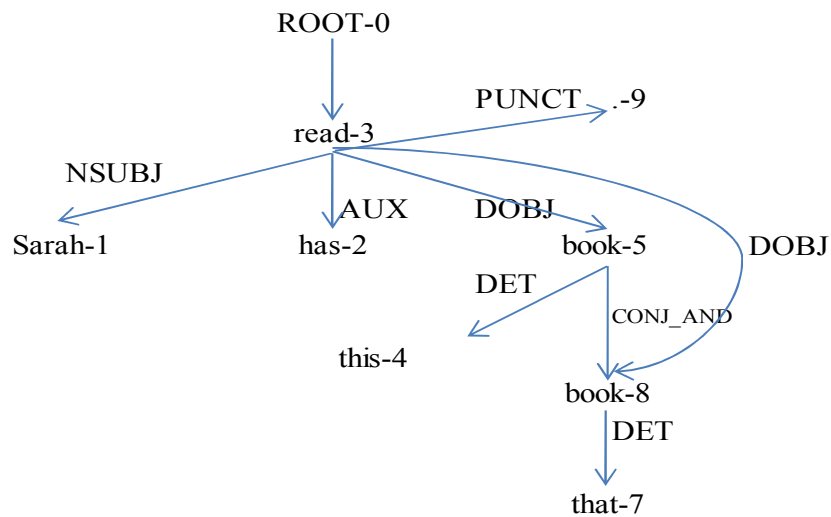 ROOT-0
PUNCT .-9
read-3
NSUBJ
AUX DOBJ
Sarah-1 has-2 book-5 DOBJ
DET
CONJ_AND
this-4
book-8
DET
that-7